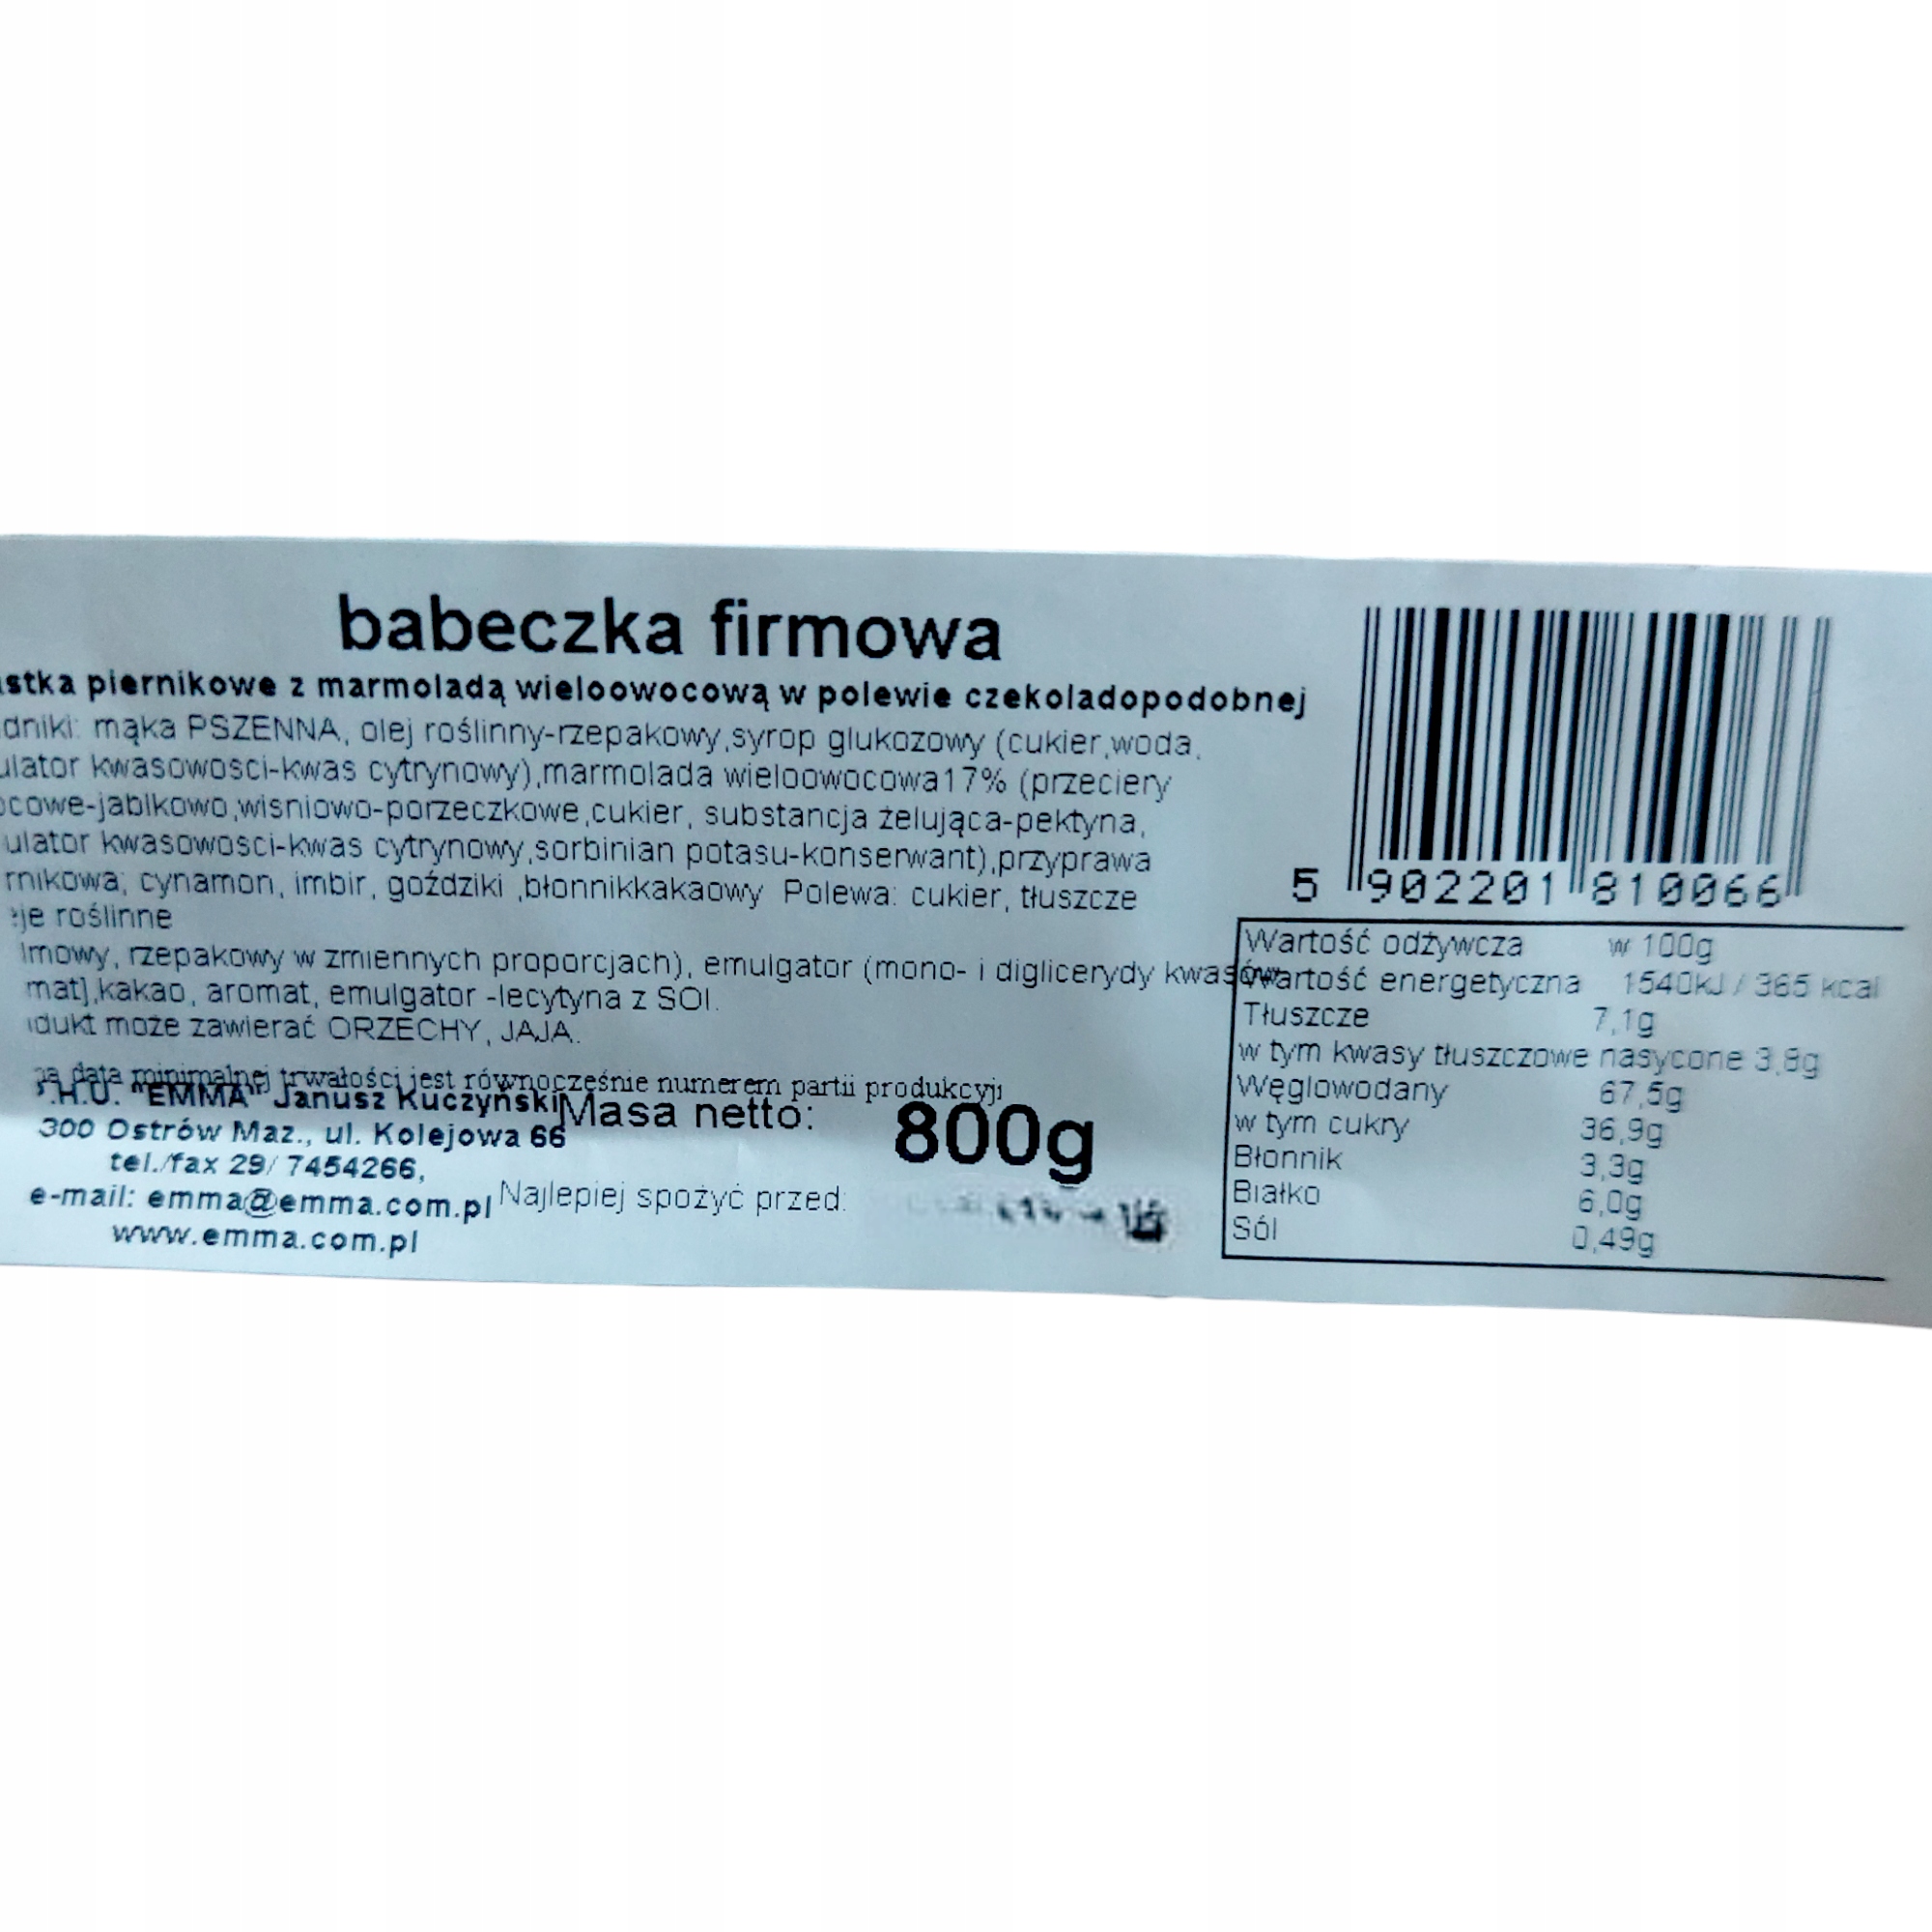 babeczka firmowa
stka piernikowe z marmoladą wieloowocową w polewie czekoladopodobnej
dniki: mąka PSZENNA, olej roślinny-rzepakowy,syrop glukozowy (cukier,woda,
ulator kwasowosci-kwas cytrynowy),marmolada wieloowocowa17% (przeciery
ocowe-jablkowo,wisniowo-porzeczkowe,cukier, substancja żelująca-pektyna,
ulator kwasowosci-kwas cytrynowy,sorbinian potasu-konserwant),przyprawa
rnikowa; cynamon, imbir, goździki ,błonnikkakaowy Polewa: cukier, tłuszcze
eje roślinne
lmowy, rzepakowy w zmiennych proporcjach), emulgator (mono- i diglicerydy kwasów
mat],kakao, aromat, emulgator -lecytyna z SOI.
dukt może zawierać ORZECHY, JAJA.
na data minimalnej trwałości jest równocześnie numerem partii produkcyjn
.H.U. "EMMA" Janusz Kuczyński
300 Ostrów Maz., ul. Kolejowa 66
tel./fax 29/ 7454266,
e-mail: emma@emma.com.pl
www.emma.com.pl
Masa netto: 800g
Najlepiej spożyć przed:
5 902201 810066
Wartość odżywcza w 100g
Wartość energetyczna 1540kJ / 365 kcal
Tłuszcze 7,1g
w tym kwasy tłuszczowe nasycone 3,8g
Węglowodany 67,5g
w tym cukry 36,9g
Błonnik 3,3g
Białko 6,0g
Sól 0,49g